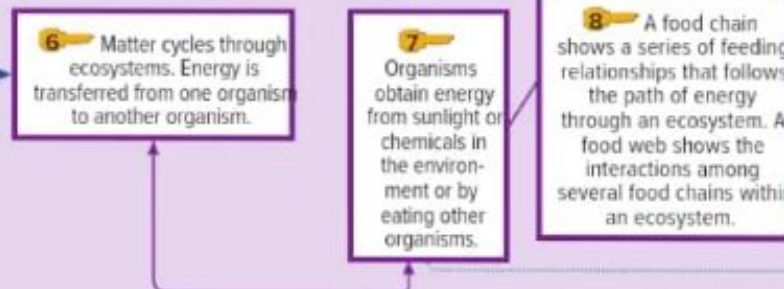 6 Matter cycles through
ecosystems. Energy is
transferred from one organism
to another organism.
7
Organisms
obtain energy
from sunlight or
chemicals in
the environ-
ment or by
eating other
organisms.
8 A food chain
shows a series of feeding
relationships that follows
the path of energy
through an ecosystem. A
food web shows the
interactions among
several food chains within
an ecosystem.